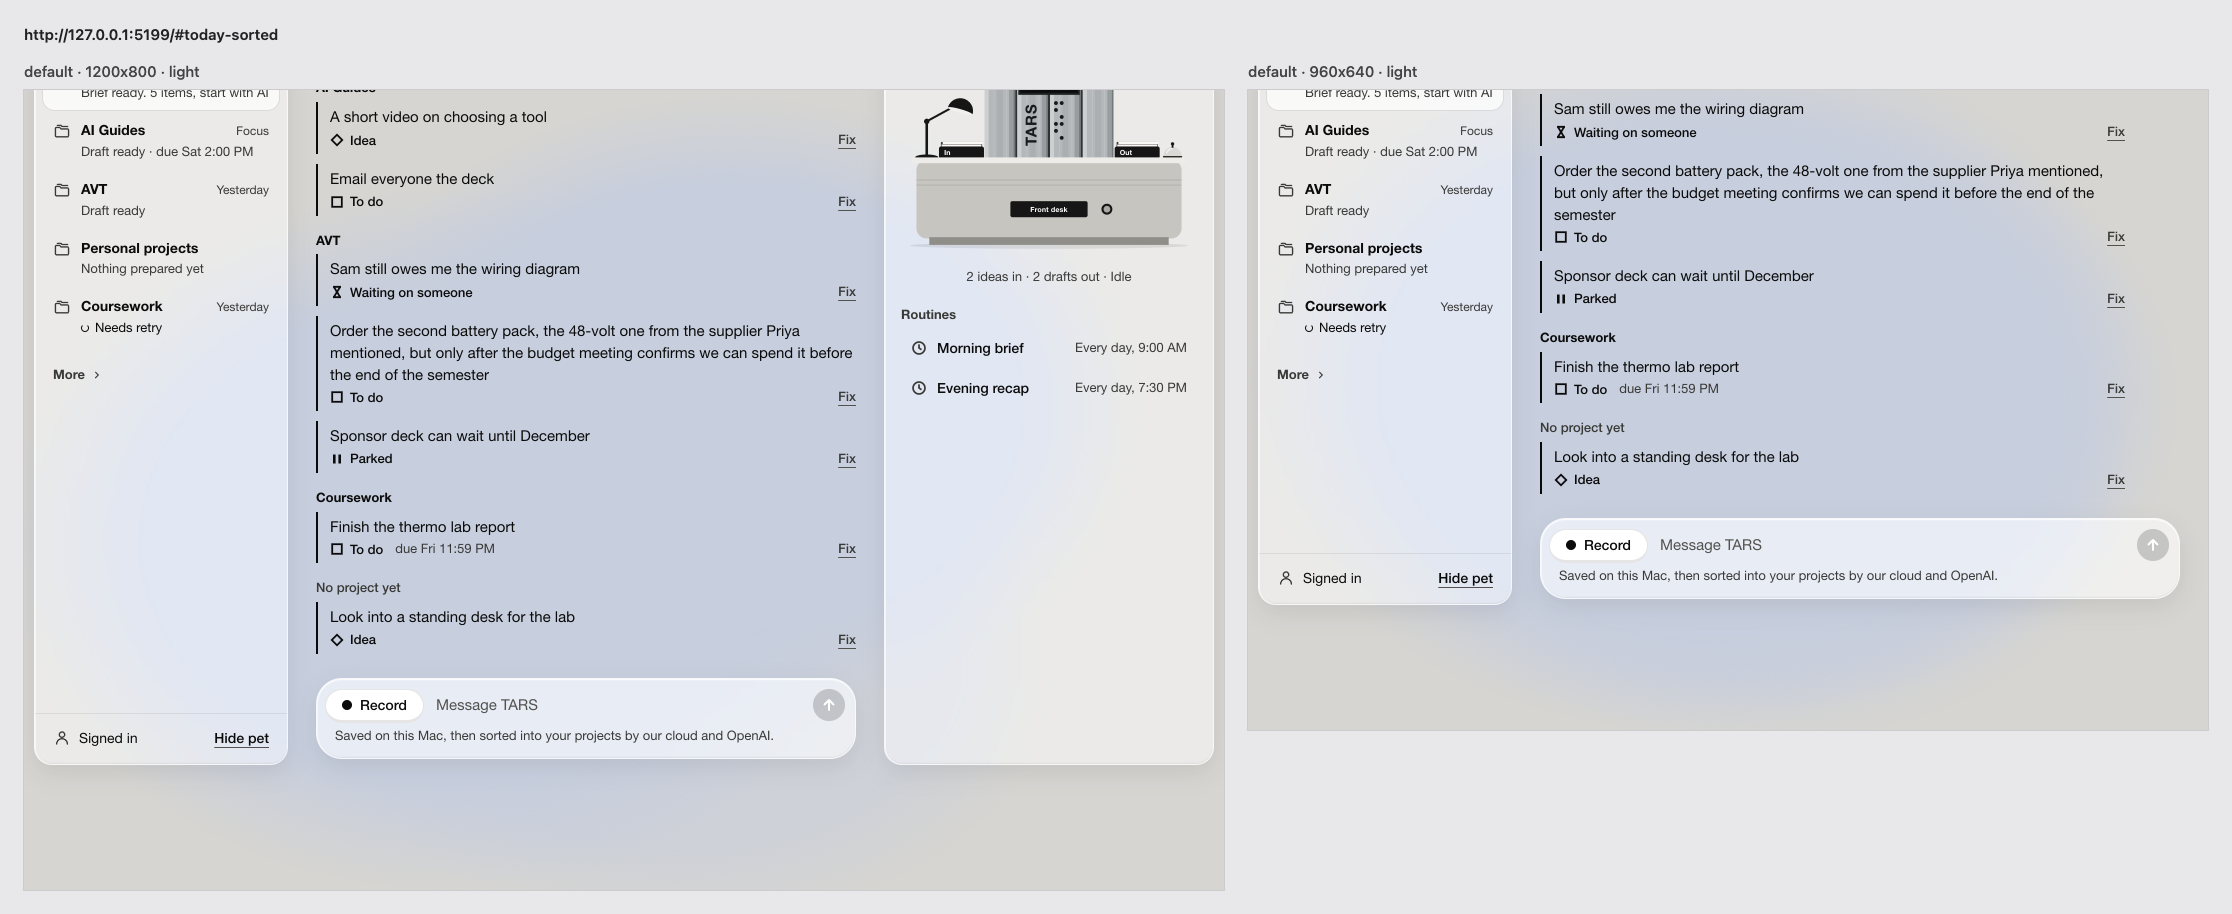 http://127.0.0.1:5199/#today-sorted
default · 1200x800 · light
Brief ready. 5 items, start with AI
AI Guides Focus
Draft ready · due Sat 2:00 PM
AVT Yesterday
Draft ready
Personal projects
Nothing prepared yet
Coursework Yesterday
Needs retry
More
Signed in Hide pet
AI Guides
A short video on choosing a tool
Idea Fix
Email everyone the deck
To do Fix
AVT
Sam still owes me the wiring diagram
Waiting on someone Fix
Order the second battery pack, the 48-volt one from the supplier Priya
mentioned, but only after the budget meeting confirms we can spend it before
the end of the semester
To do Fix
Sponsor deck can wait until December
Parked Fix
Coursework
Finish the thermo lab report
To do due Fri 11:59 PM Fix
No project yet
Look into a standing desk for the lab
Idea Fix
Record Message TARS
Saved on this Mac, then sorted into your projects by our cloud and OpenAI.
TARS
In Out
Front desk
2 ideas in · 2 drafts out · Idle
Routines
Morning brief Every day, 9:00 AM
Evening recap Every day, 7:30 PM
default · 960x640 · light
Brief ready. 5 items, start with AI
AI Guides Focus
Draft ready · due Sat 2:00 PM
AVT Yesterday
Draft ready
Personal projects
Nothing prepared yet
Coursework Yesterday
Needs retry
More
Signed in Hide pet
Sam still owes me the wiring diagram
Waiting on someone Fix
Order the second battery pack, the 48-volt one from the supplier Priya mentioned,
but only after the budget meeting confirms we can spend it before the end of the
semester
To do Fix
Sponsor deck can wait until December
Parked Fix
Coursework
Finish the thermo lab report
To do due Fri 11:59 PM Fix
No project yet
Look into a standing desk for the lab
Idea Fix
Record Message TARS
Saved on this Mac, then sorted into your projects by our cloud and OpenAI.